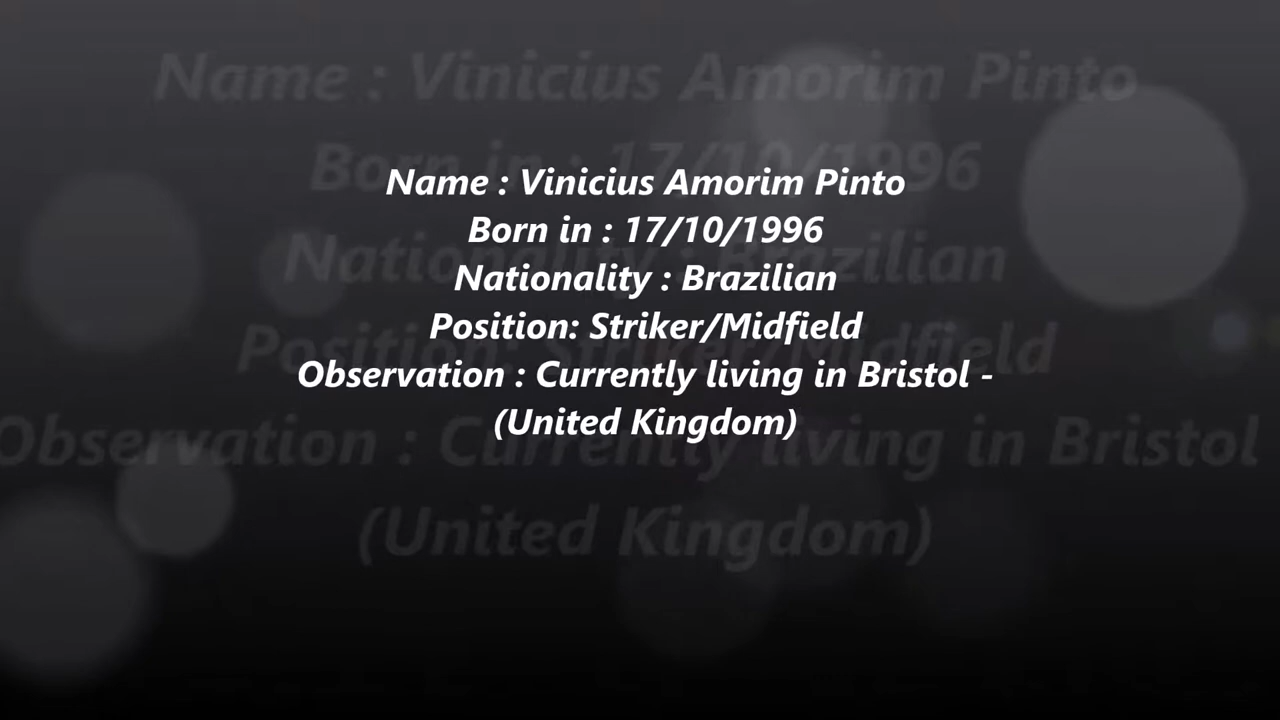 Name : Vinicius Amorim Pinto
Born in : 17/10/1996
Nationality : Brazilian
Position: Striker/Midfield
Observation : Currently living in Bristol -
(United Kingdom)